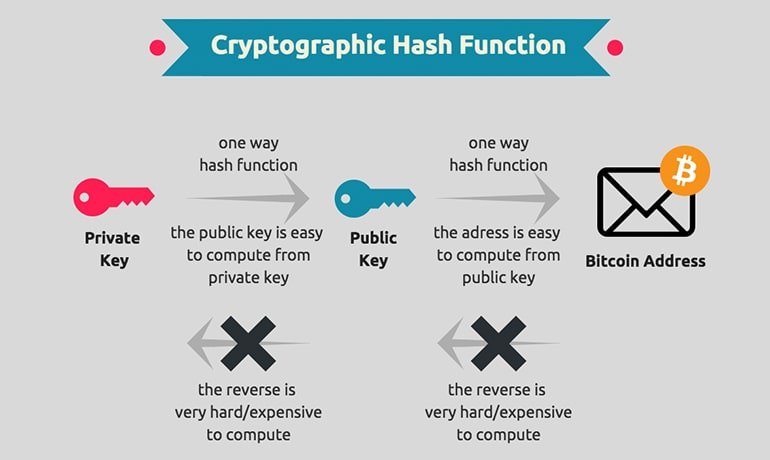 Cryptographic Hash Function
one way
hash function
one way
hash function
Private
Key
the public key is easy
to compute from
private key
Public
Key
the adress is easy
to compute from
public key
Bitcoin Address
the reverse is
very hard/expensive
to compute
the reverse is
very hard/expensive
to compute